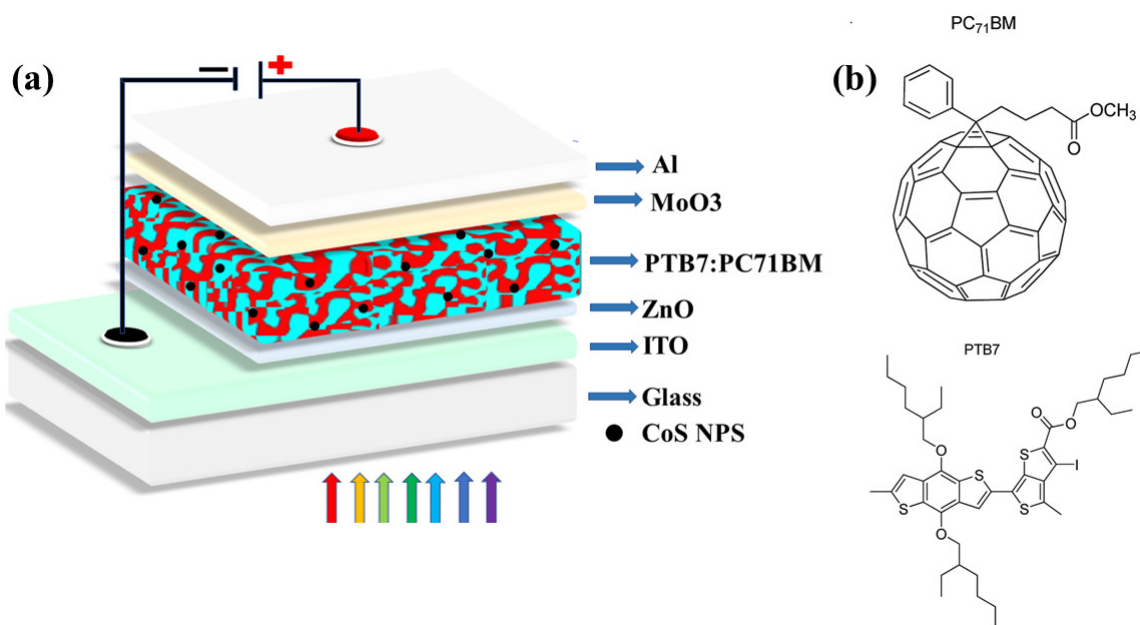 (a)
− +
Al
MoO3
PTB7:PC71BM
ZnO
ITO
Glass
CoS NPS
(b)
PC₇₁BM
OCH₃
O
PTB7
O
O
O
S
S
S
I
S
S
O